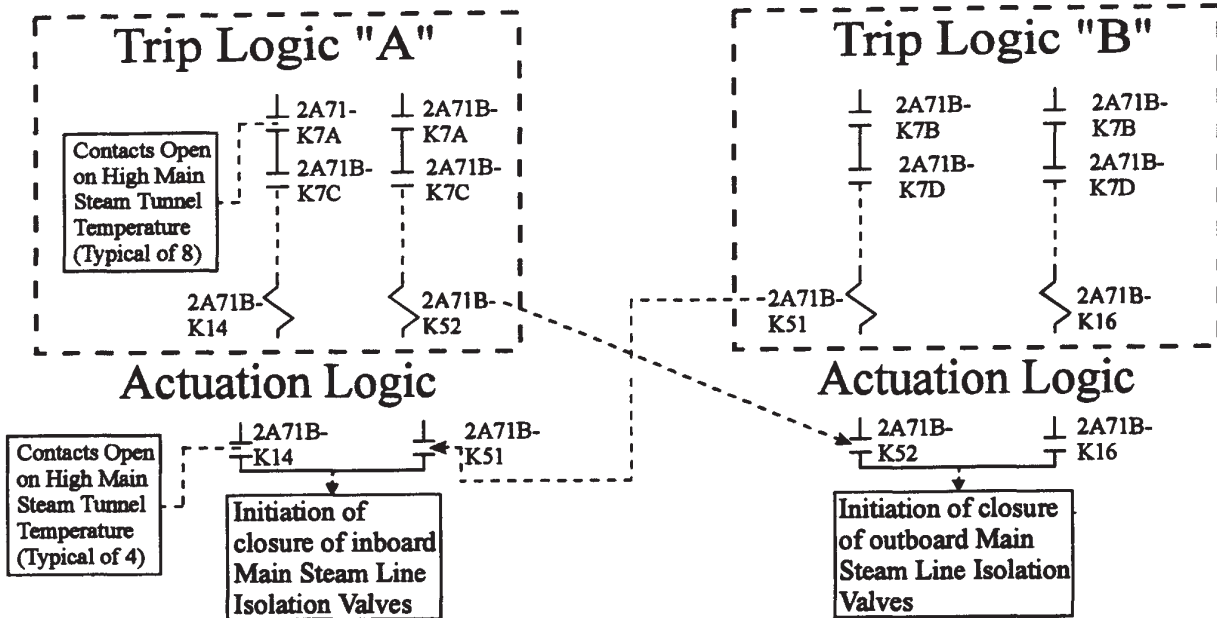 Trip Logic "A"
2A71-
K7A
2A71B-
K7A
2A71B-
K7C
2A71B-
K7C
Contacts Open
on High Main
Steam Tunnel
Temperature
(Typical of 8)
2A71B-
K14
2A71B-
K52
Trip Logic "B"
2A71B-
K7B
2A71B-
K7B
2A71B-
K7D
2A71B-
K7D
2A71B-
K51
2A71B-
K16
Actuation Logic
2A71B-
K14
2A71B-
K51
Contacts Open
on High Main
Steam Tunnel
Temperature
(Typical of 4)
Initiation of
closure of inboard
Main Steam Line
Isolation Valves
Actuation Logic
2A71B-
K52
2A71B-
K16
Initiation of closure
of outboard Main
Steam Line Isolation
Valves